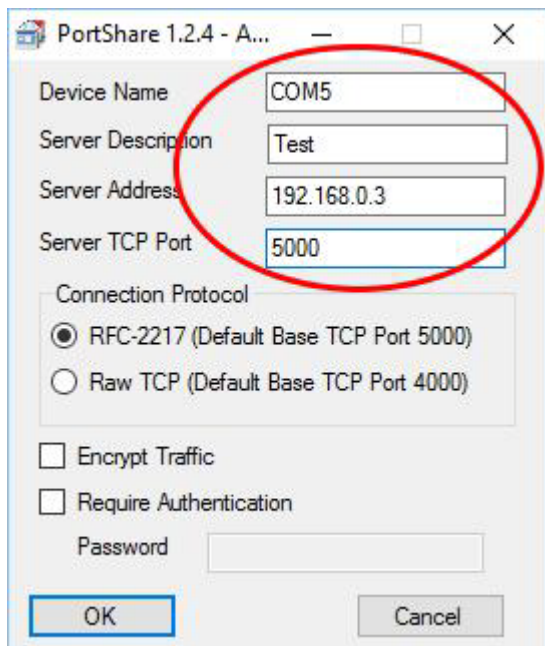 PortShare 1.2.4 - A...
Device Name COM5
Server Description Test
Server Address 192.168.0.3
Server TCP Port 5000
Connection Protocol
RFC-2217 (Default Base TCP Port 5000)
Raw TCP (Default Base TCP Port 4000)
Encrypt Traffic
Require Authentication
Password
OK Cancel